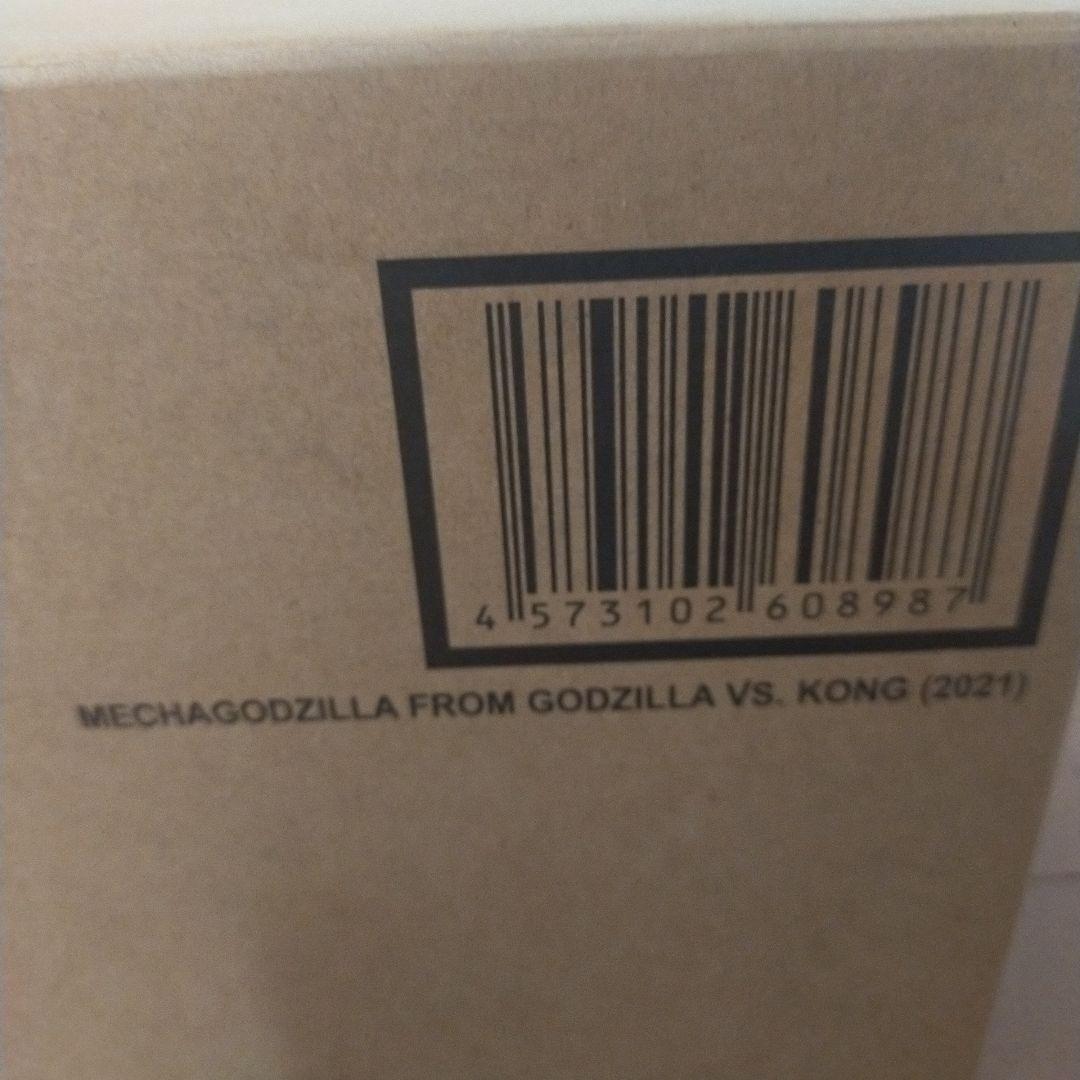 4 573102 608987
MECHAGODZILLA FROM GODZILLA VS. KONG (2021)